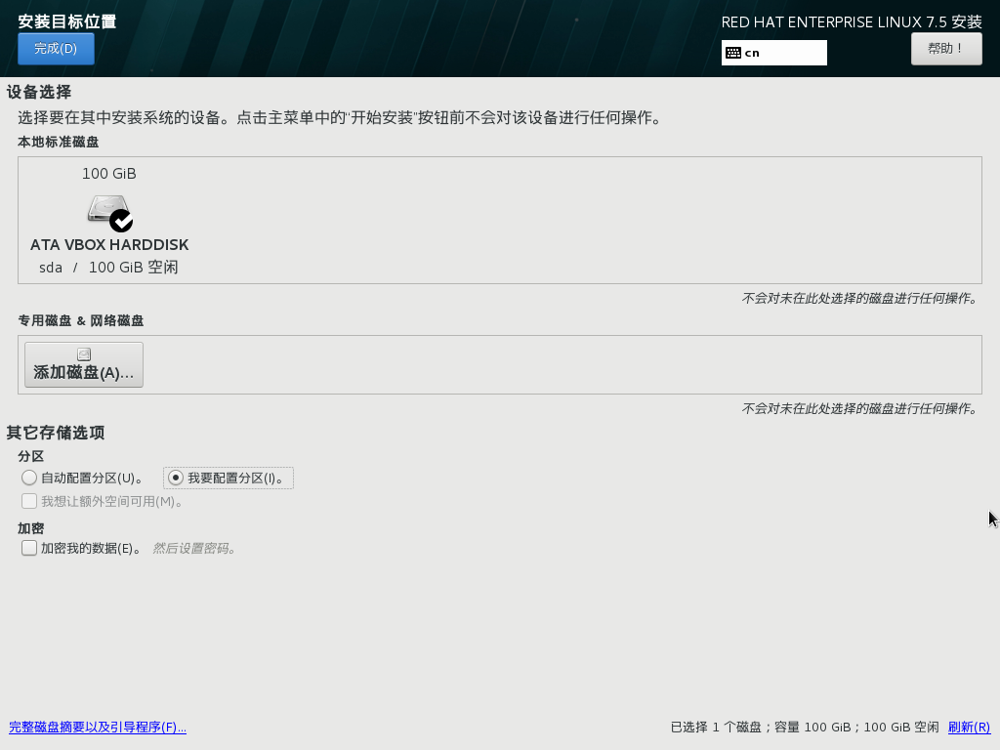 安装目标位置
RED HAT ENTERPRISE LINUX 7.5 安装
完成(D)
cn
帮助！
设备选择
选择要在其中安装系统的设备。点击主菜单中的“开始安装”按钮前不会对该设备进行任何操作。
本地标准磁盘
100 GiB
ATA VBOX HARDDISK
sda / 100 GiB 空闲
不会对未在此处选择的磁盘进行任何操作。
专用磁盘 & 网络磁盘
添加磁盘(A)...
不会对未在此处选择的磁盘进行任何操作。
其它存储选项
分区
自动配置分区(U)。 我要配置分区(I)。
我想让额外空间可用(M)。
加密
加密我的数据(E)。 然后设置密码。
完整磁盘摘要以及引导程序(F)... 已选择 1 个磁盘；容量 100 GiB；100 GiB 空闲 刷新(R)